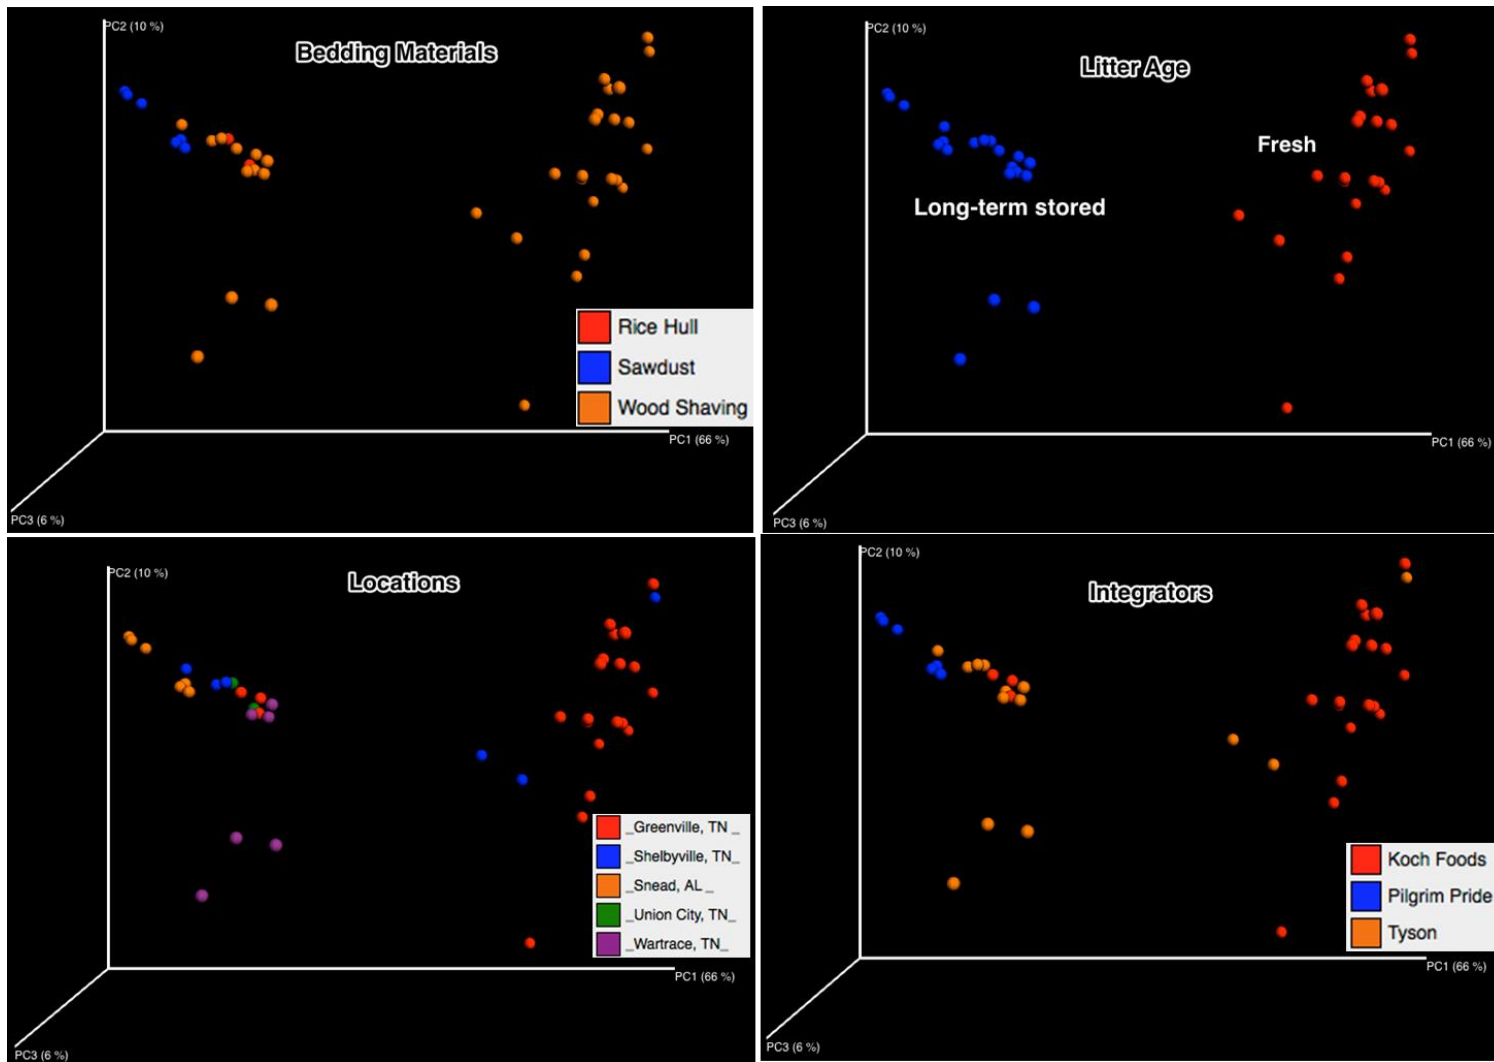 PC2 (10 %)
Bedding Materials
Rice Hull
Sawdust
Wood Shaving
PC1 (66 %)
PC3 (6 %)
PC2 (10 %)
Litter Age
Fresh
Long-term stored
PC1 (66 %)
PC3 (6 %)
PC2 (10 %)
Locations
_Greenville, TN _
_Shelbyville, TN_
_Snead, AL _
_Union City, TN_
_Wartrace, TN_
PC1 (66 %)
PC3 (6 %)
PC2 (10 %)
Integrators
Koch Foods
Pilgrim Pride
Tyson
PC1 (66 %)
PC3 (6 %)